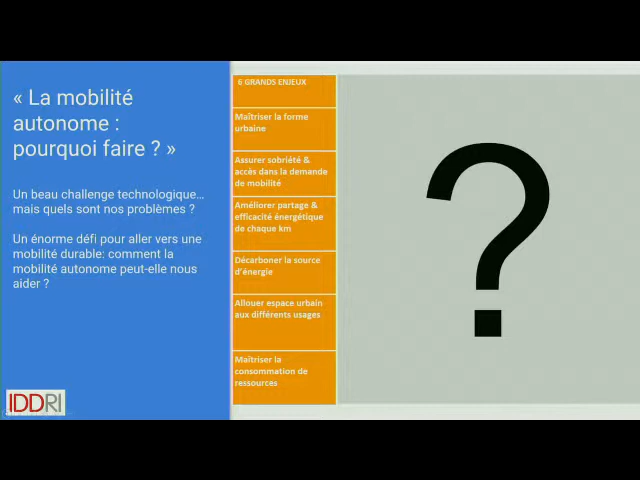 « La mobilité
autonome :
pourquoi faire ? »
Un beau challenge technologique…
mais quels sont nos problèmes ?
Un énorme défi pour aller vers une
mobilité durable: comment la
mobilité autonome peut-elle nous
aider ?
IDDRI
6 GRANDS ENJEUX
Maîtriser la forme
urbaine
Assurer sobriété &
accès dans la demande
de mobilité
Améliorer partage &
efficacité énergétique
de chaque km
Décarboner la source
d'énergie
Allouer espace urbain
aux différents usages
Maîtriser la
consommation de
ressources
?